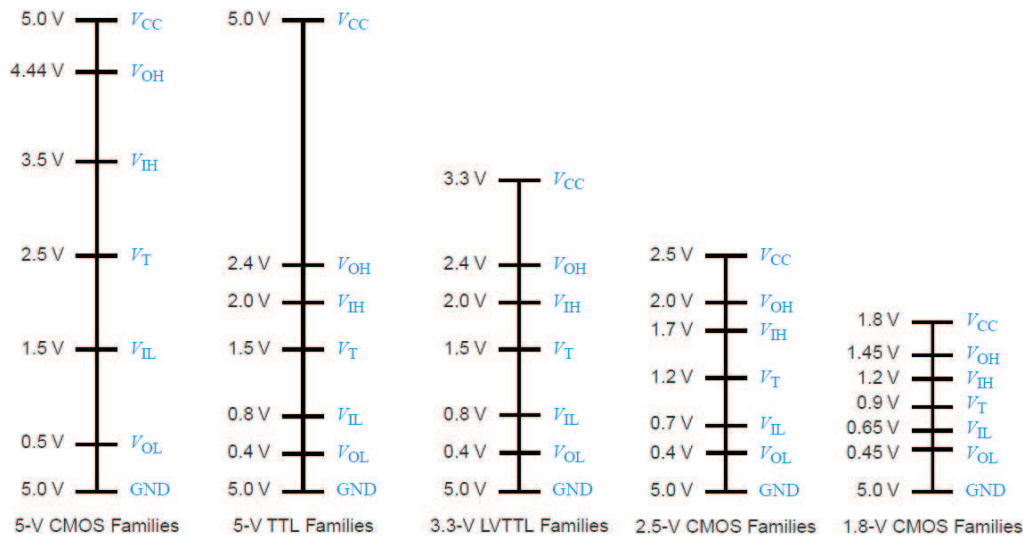 5.0 V VCC
4.44 V VOH
3.5 V VIH
2.5 V VT
1.5 V VIL
0.5 V VOL
5.0 V GND
5-V CMOS Families
5.0 V VCC
2.4 V VOH
2.0 V VIH
1.5 V VT
0.8 V VIL
0.4 V VOL
5.0 V GND
5-V TTL Families
3.3 V VCC
2.4 V VOH
2.0 V VIH
1.5 V VT
0.8 V VIL
0.4 V VOL
5.0 V GND
3.3-V LVTTL Families
2.5 V VCC
2.0 V VOH
1.7 V VIH
1.2 V VT
0.7 V VIL
0.4 V VOL
5.0 V GND
2.5-V CMOS Families
1.8 V VCC
1.45 V VOH
1.2 V VIH
0.9 V VT
0.65 V VIL
0.45 V VOL
5.0 V GND
1.8-V CMOS Families